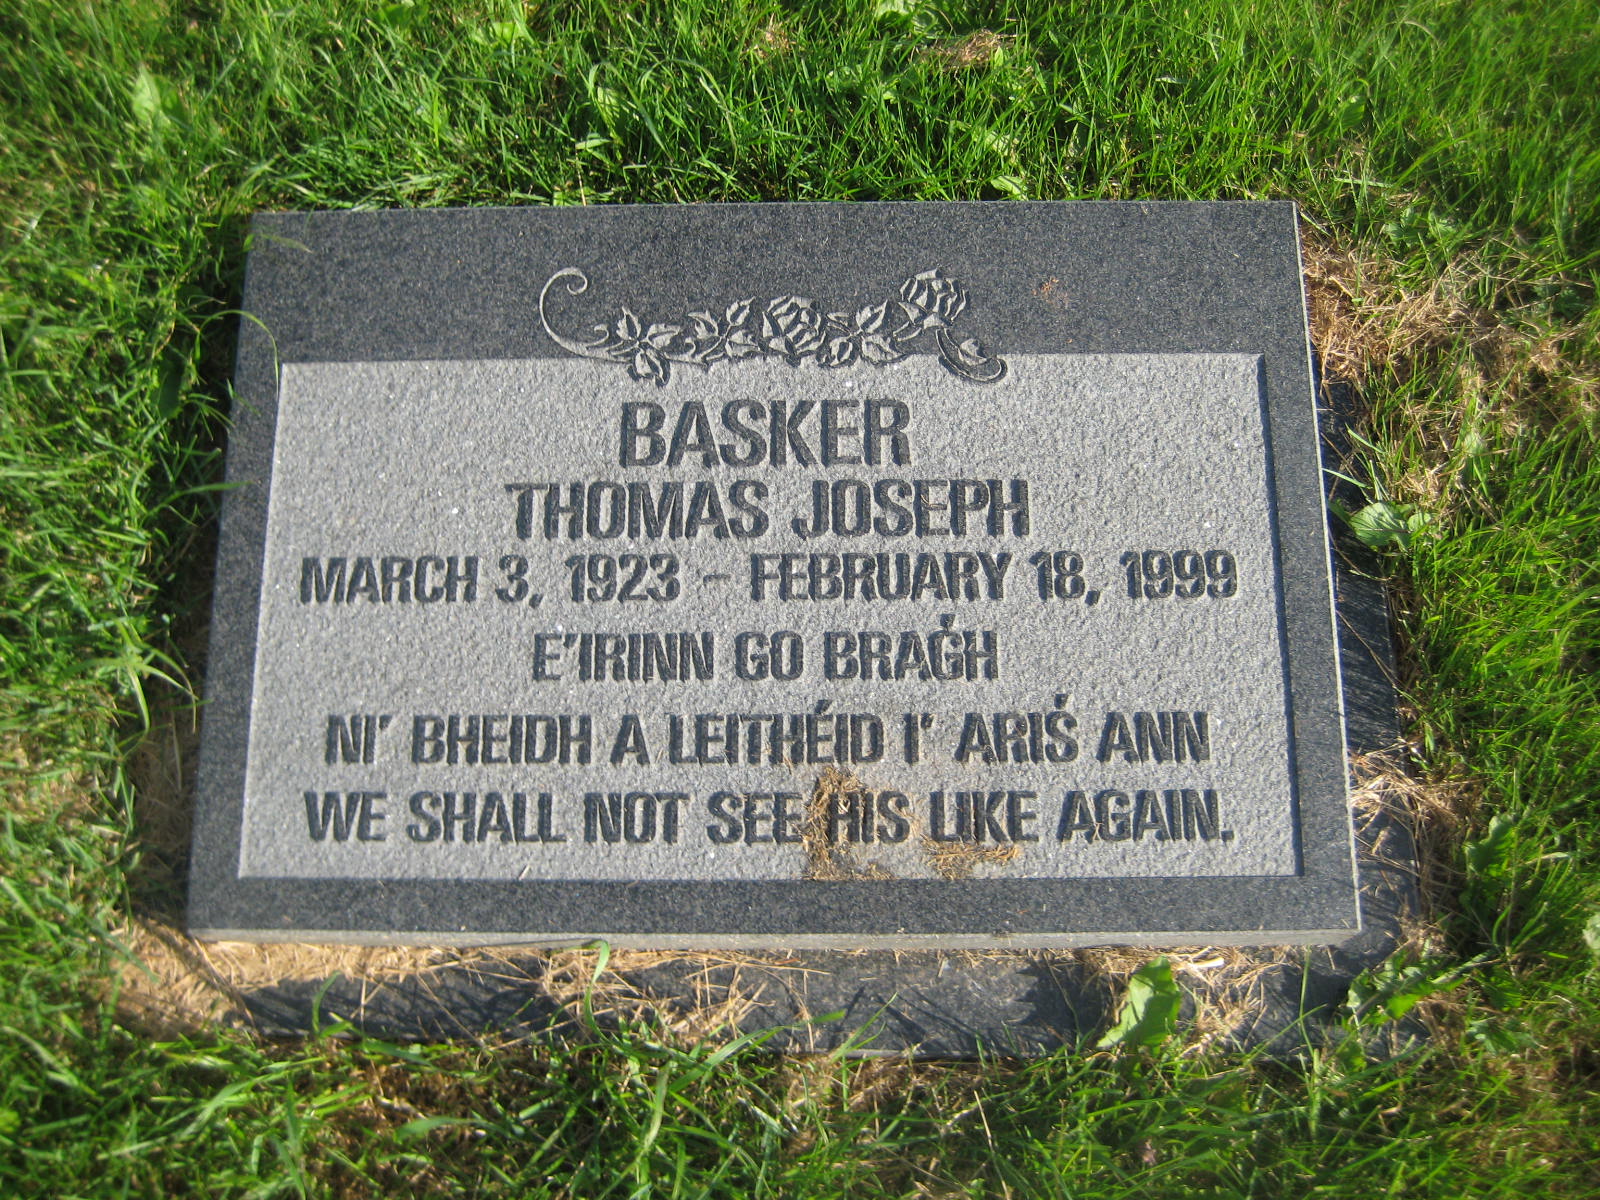 BASKER
THOMAS JOSEPH
MARCH 3, 1923 - FEBRUARY 18, 1999
E'IRINN GO BRAǴH
NI' BHEIDH A LEITHÉID I' ARIŚ ANN
WE SHALL NOT SEE HIS LIKE AGAIN.